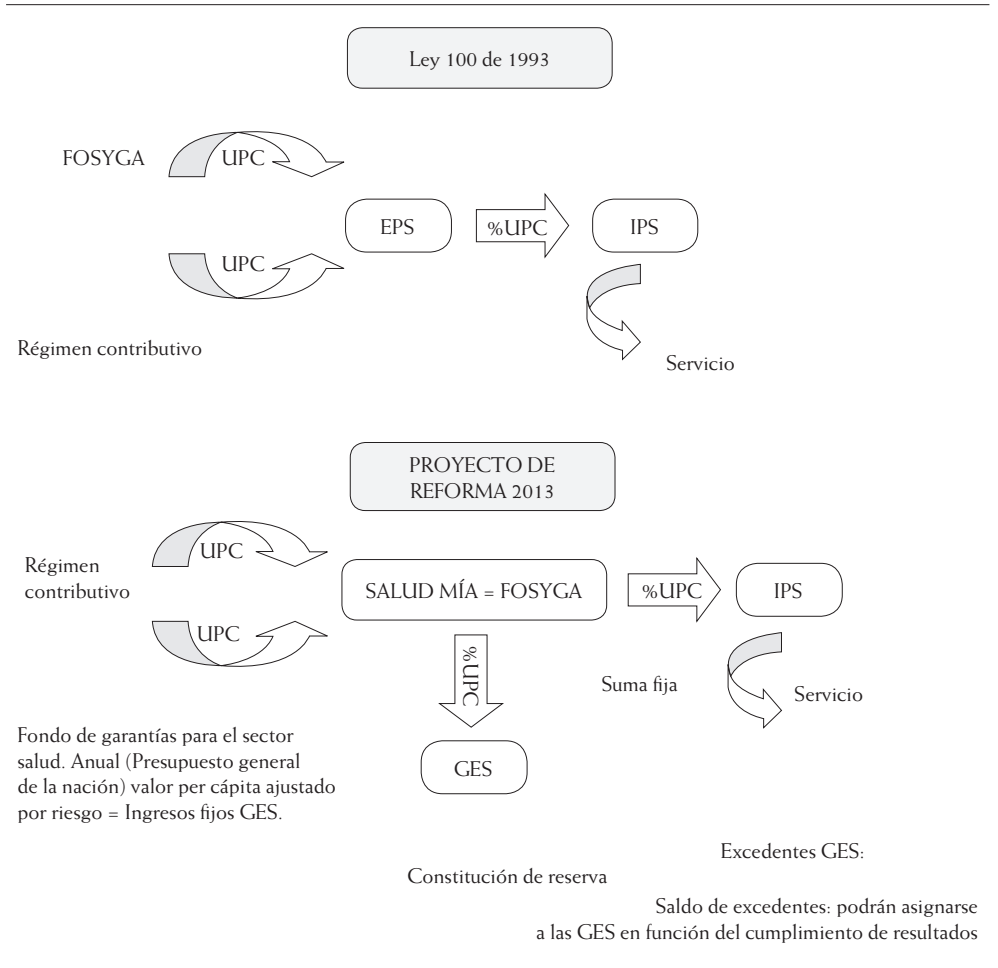 Ley 100 de 1993
FOSYGA
UPC
EPS
%UPC
IPS
UPC
Régimen contributivo
Servicio
PROYECTO DE
REFORMA 2013
Régimen
contributivo
UPC
SALUD MÍA = FOSYGA
%UPC
IPS
UPC
%UPC
Suma fija
Servicio
Fondo de garantías para el sector
salud. Anual (Presupuesto general
de la nación) valor per cápita ajustado
por riesgo = Ingresos fijos GES.
GES
Excedentes GES:
Constitución de reserva
Saldo de excedentes: podrán asignarse
a las GES en función del cumplimiento de resultados